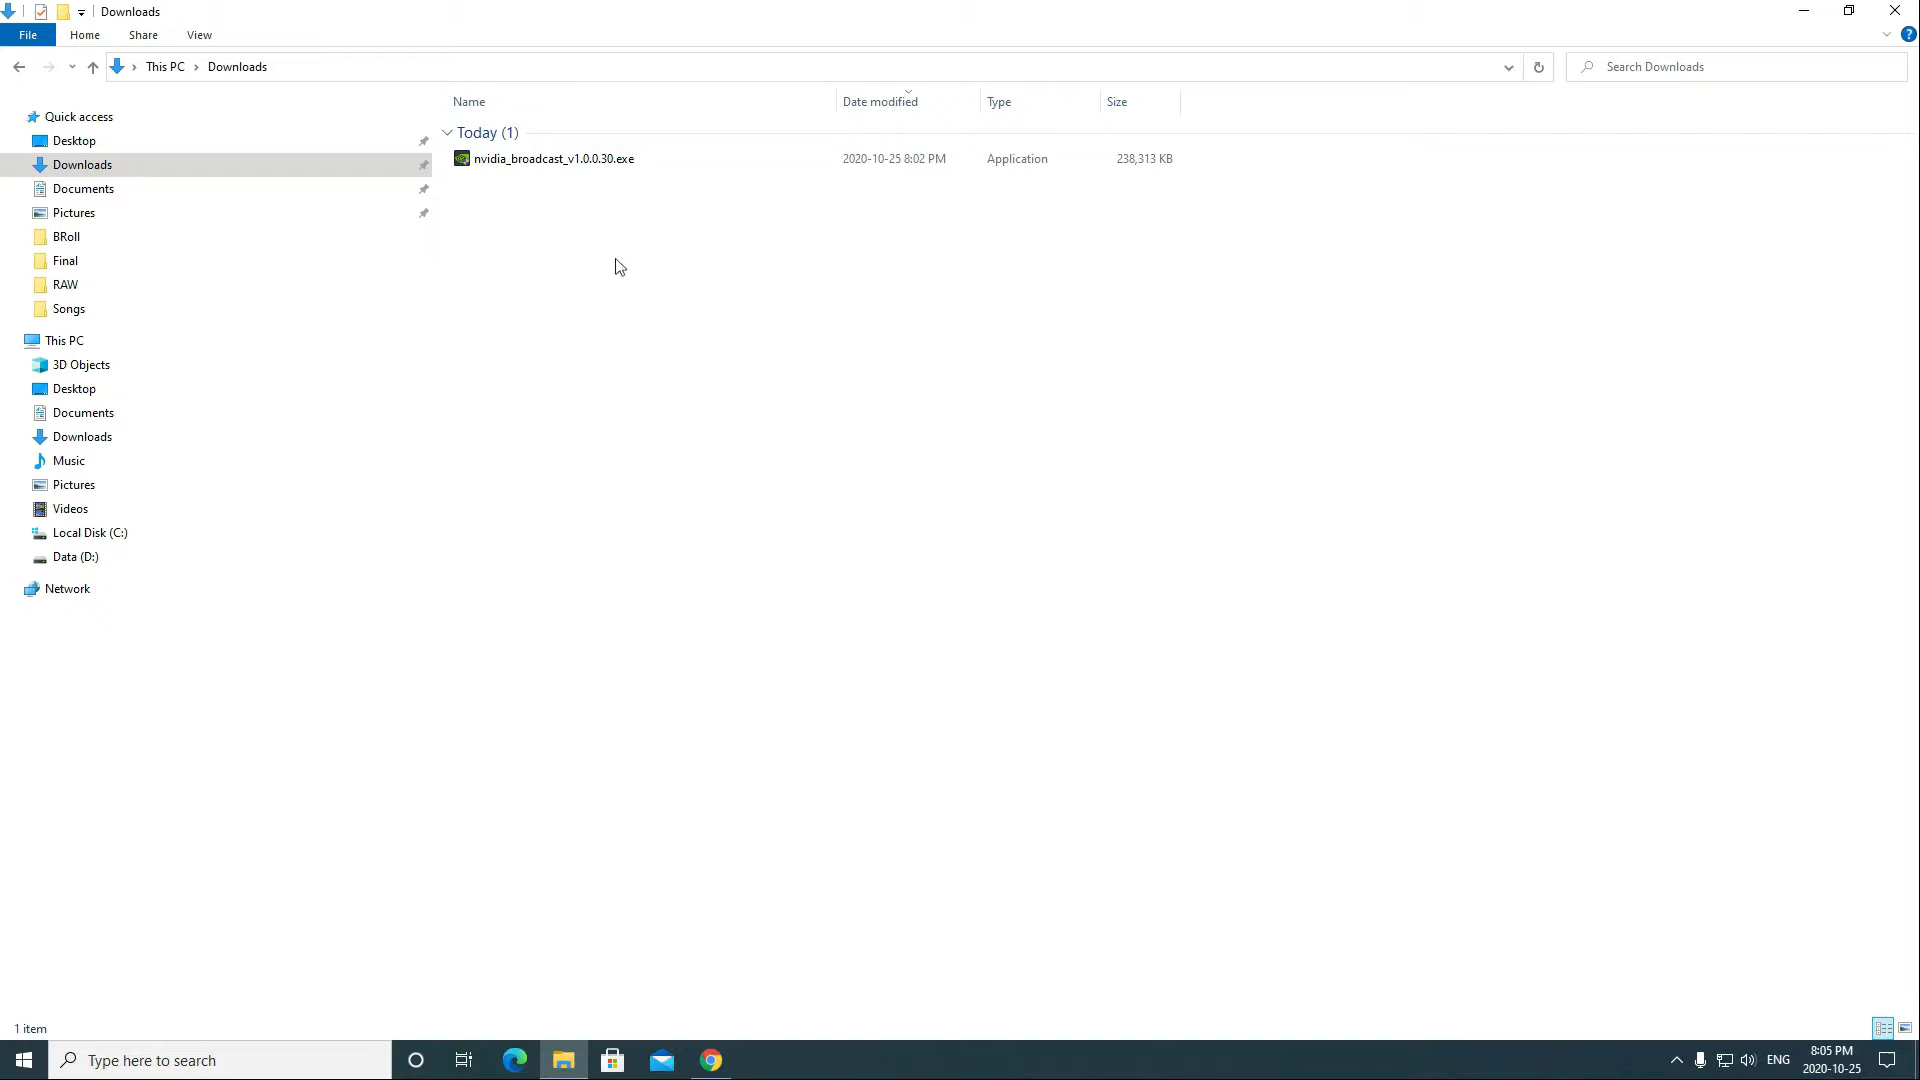 Downloads
File Home Share View
This PC Downloads
Search Downloads
Name Date modified Type Size
Quick access
Today (1)
Desktop
nvidia_broadcast_v1.0.0.30.exe 2020-10-25 8:02 PM Application 238,313 KB
Downloads
Documents
Pictures
BRoll
Final
RAW
Songs
This PC
3D Objects
Desktop
Documents
Downloads
Music
Pictures
Videos
Local Disk (C:)
Data (D:)
Network
1 item
Type here to search
ENG
8:05 PM
2020-10-25